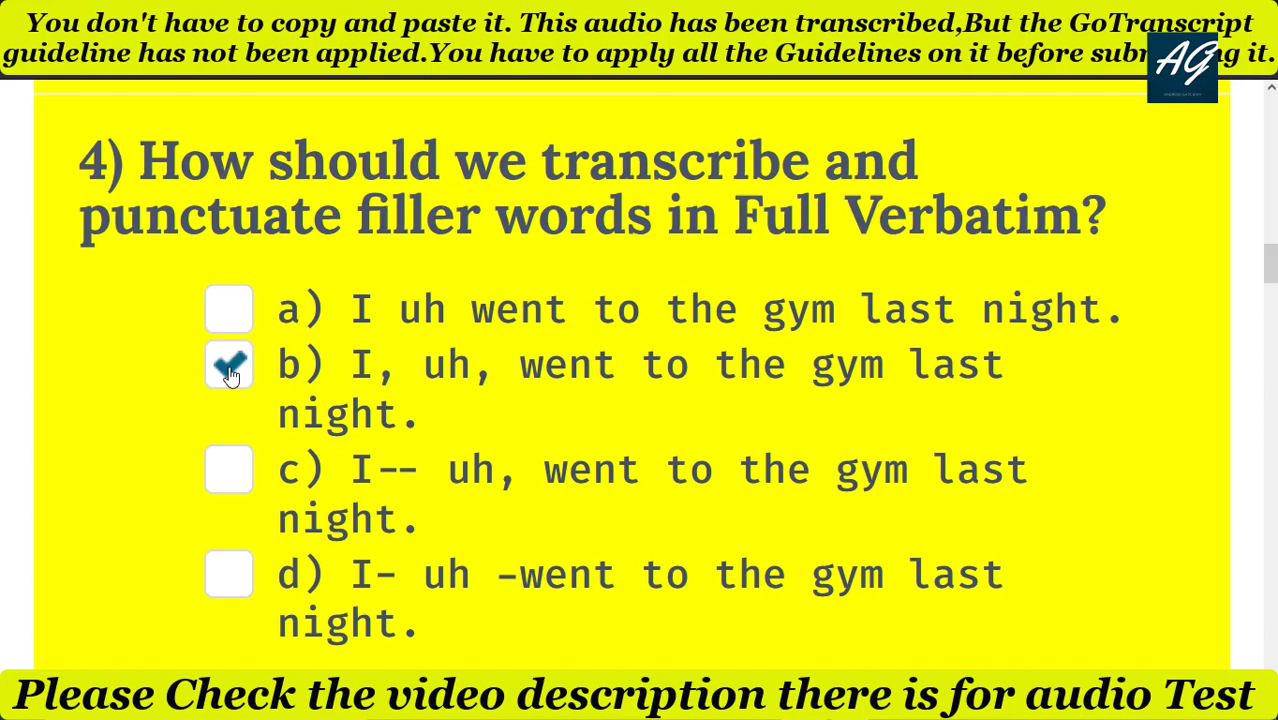 You don't have to copy and paste it. This audio has been transcribed,But the GoTranscript
guideline has not been applied.You have to apply all the Guidelines on it before subm g it.
AG
4) How should we transcribe and
punctuate filler words in Full Verbatim?
a) I uh went to the gym last night.
b) I, uh, went to the gym last
night.
c) I-- uh, went to the gym last
night.
d) I- uh –went to the gym last
night.
Please Check the video description there is for audio Test